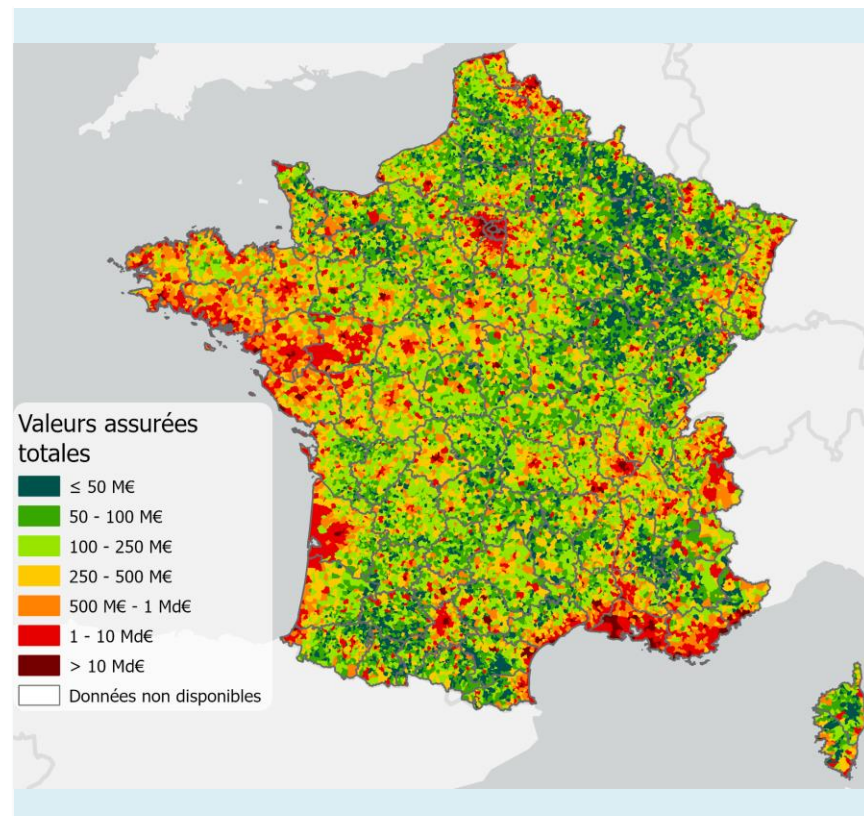 Valeurs assurées
totales
≤ 50 M€
50 - 100 M€
100 - 250 M€
250 - 500 M€
500 M€ - 1 Md€
1 - 10 Md€
> 10 Md€
Données non disponibles